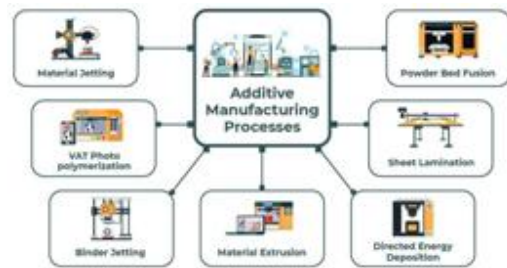 Additive
Manufacturing
Processes
Material Jetting
Powder Bed Fusion
VAT Photo
polymerization
Sheet Lamination
Binder Jetting
Material Extrusion
Directed Energy
Deposition